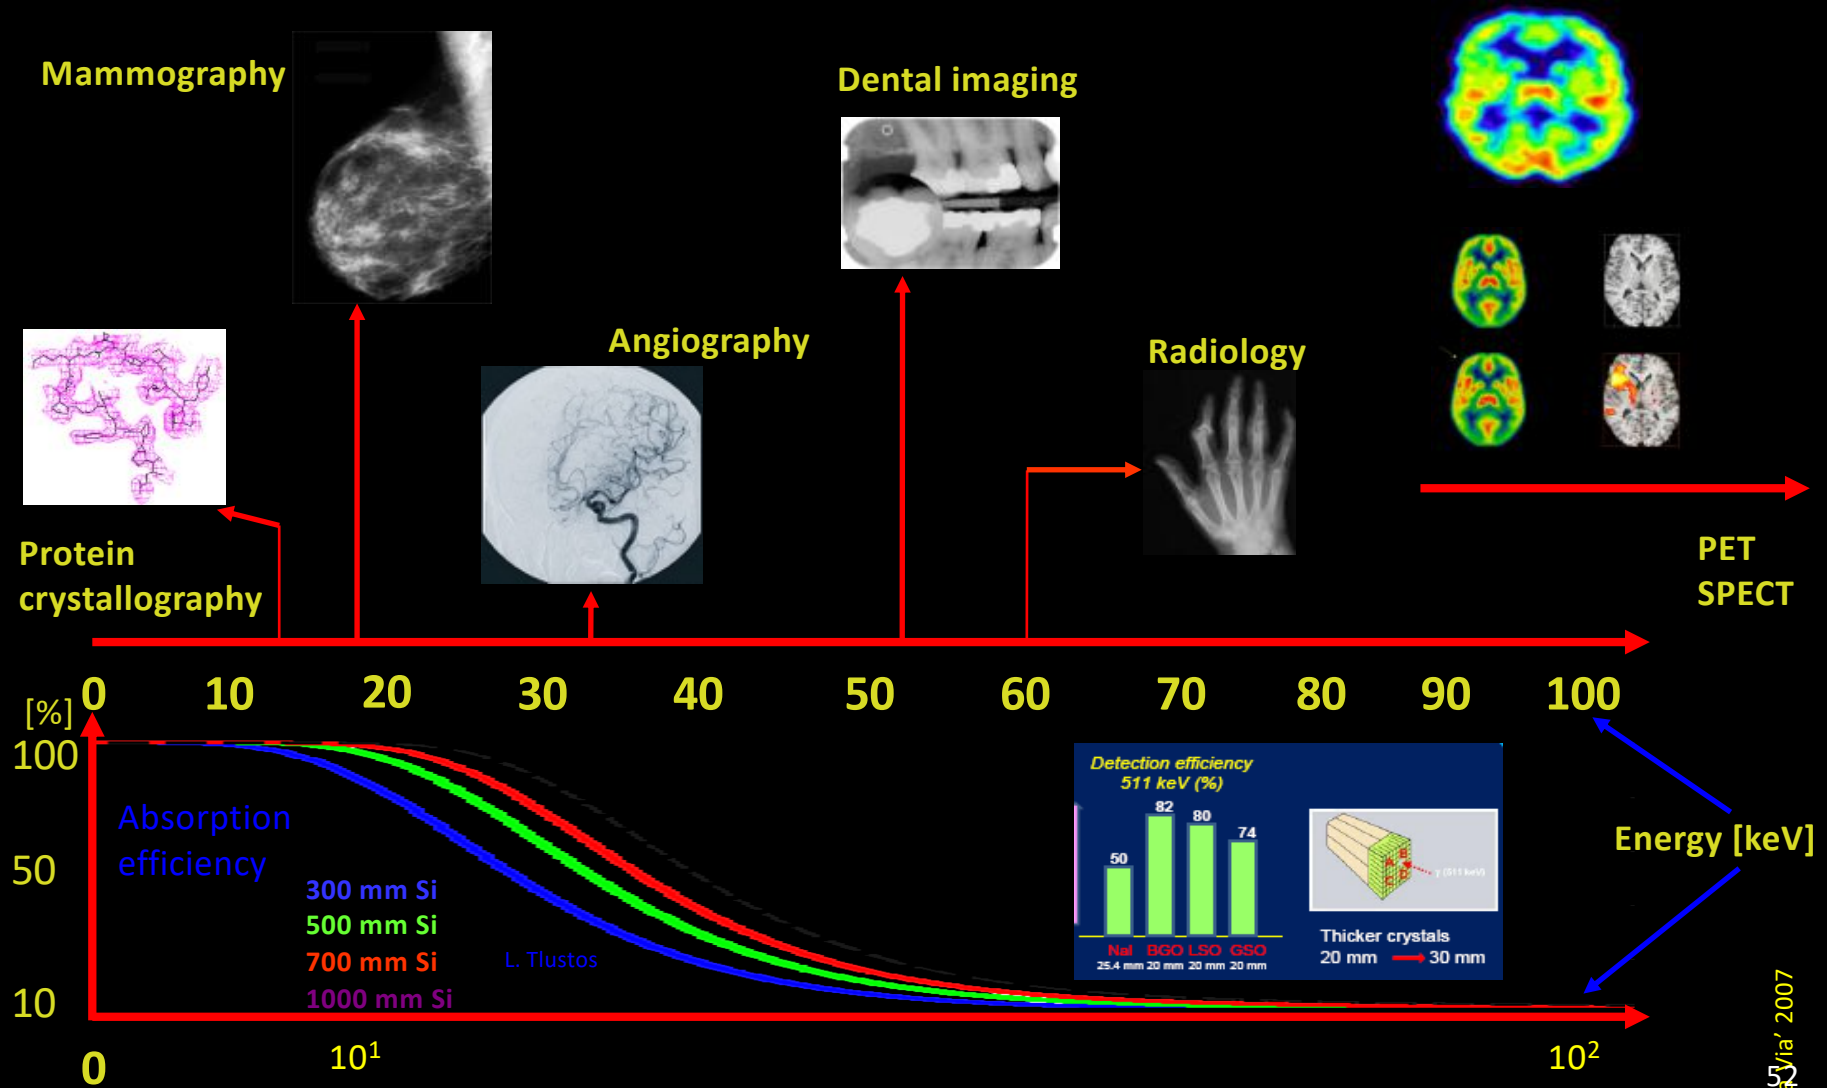 Mammography
Dental imaging
Angiography
Radiology
Protein
crystallography
PET
SPECT
0 10 20 30 40 50 60 70 80 90 100
[%]
100
50
10
Absorption
efficiency
300 mm Si
500 mm Si
700 mm Si
1000 mm Si
L. Tlustos
Detection efficiency
511 keV (%)
50 82 80 74
NaI BGO LSO GSO
25.4 mm 20 mm 20 mm 20 mm
A B
C D
γ (511 keV)
Thicker crystals
20 mm 30 mm
Energy [keV]
0 10¹ 10²
Via' 2007
52